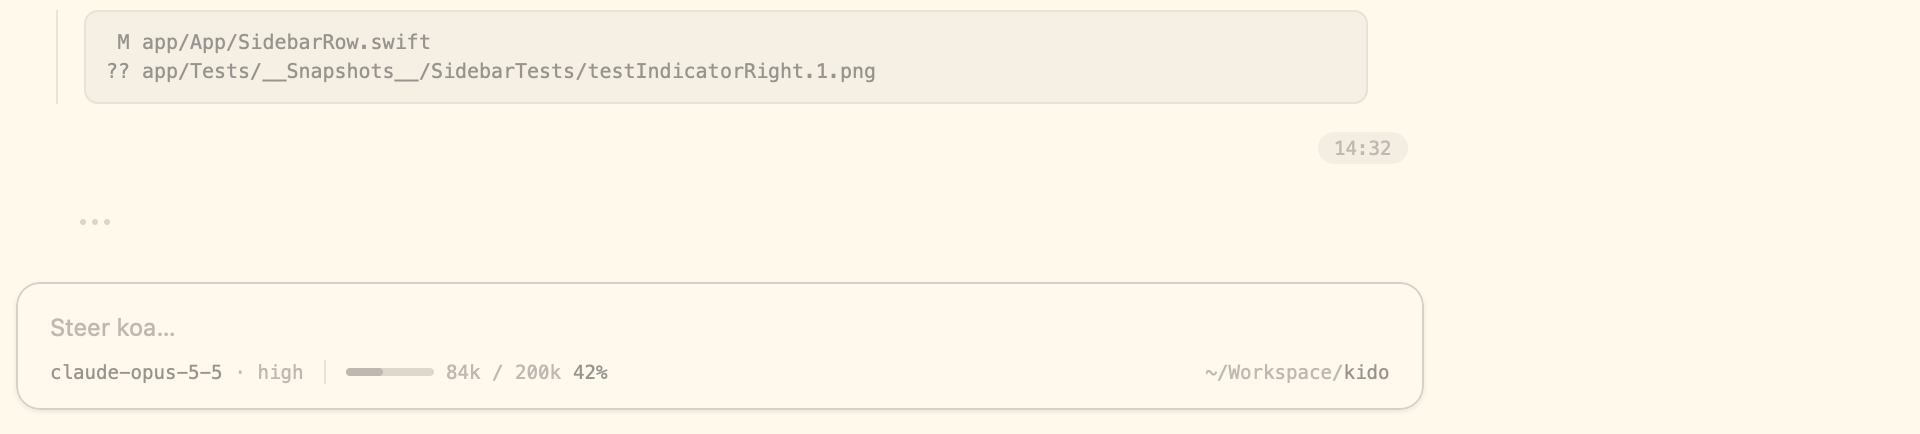 M app/App/SidebarRow.swift
?? app/Tests/__Snapshots__/SidebarTests/testIndicatorRight.1.png
14:32
Steer koa...
claude-opus-5-5 · high 84k / 200k 42% ~/Workspace/kido